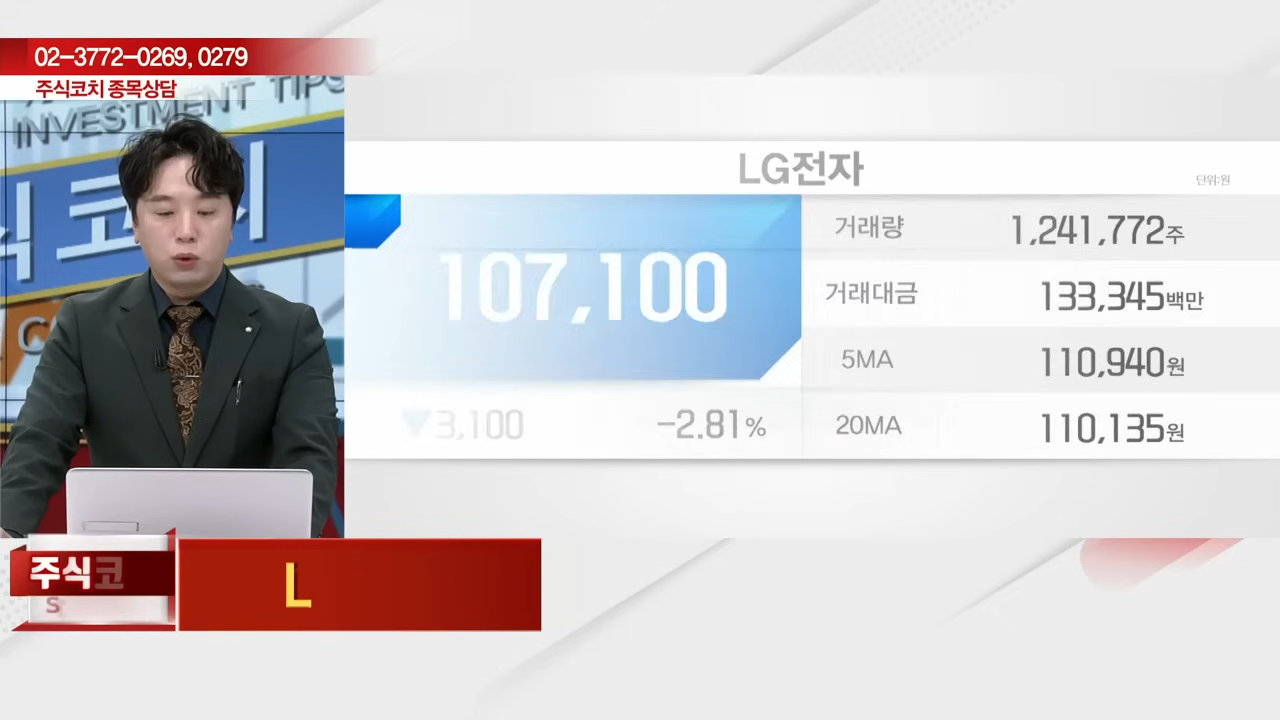 02-3772-0269, 0279
주식코치 종목상담
INVESTMENT TIPS
식코치
LG전자
단위:원
107,100
▼3,100
-2.81%
거래량 1,241,772주
거래대금 133,345백만
5MA 110,940원
20MA 110,135원
주식코
S
L